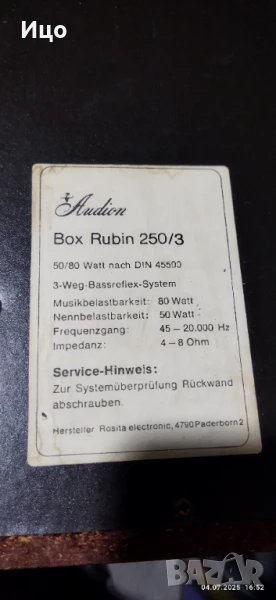 Ицо
Audion
Box Rubin 250/3
50/80 Watt nach DIN 45500
3-Weg-Bassreflex-System
Musikbelastbarkeit: 80 Watt
Nennbelastbarkeit: 50 Watt
Frequenzgang: 45-20.000 Hz
Impedanz: 4-8 Ohm
Service-Hinweis:
Zur Systemüberprüfung Rückwand
abschrauben.
Hersteller Rosita electronic, 4790 Paderborn 2
04.07.2025 16:52
BAZAR